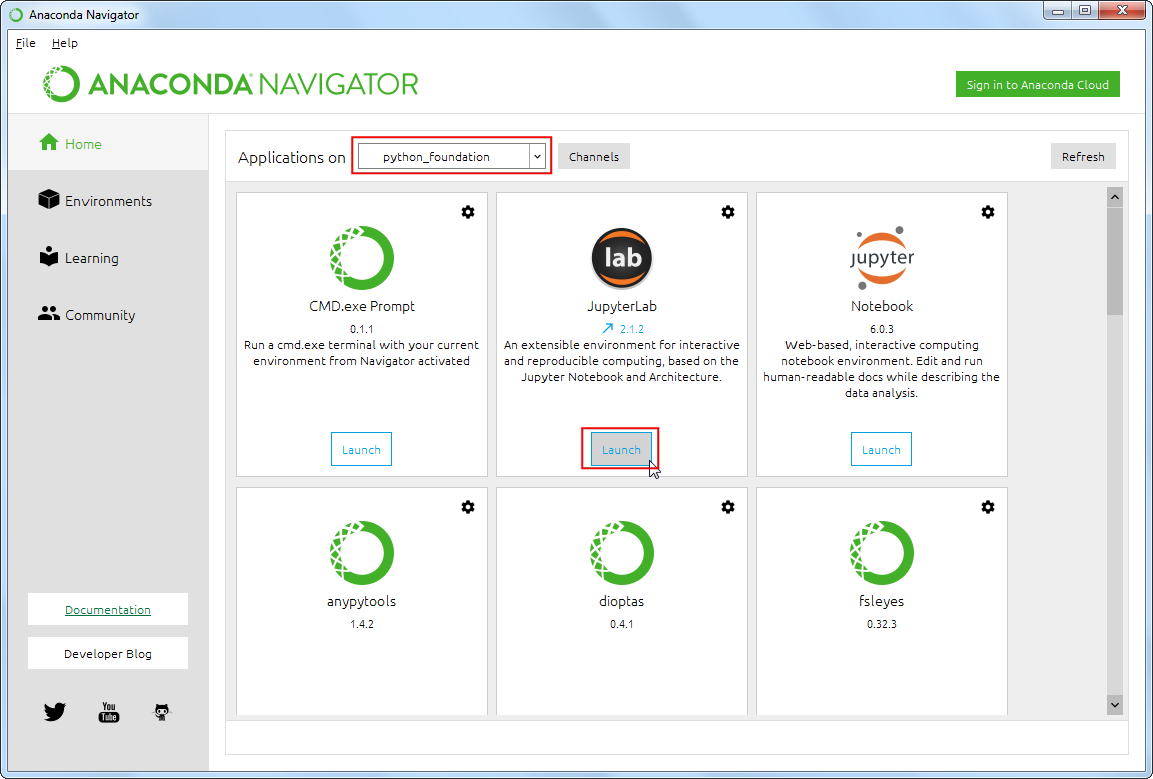 Anaconda Navigator
File Help
ANACONDA NAVIGATOR
Sign in to Anaconda Cloud
Home
Environments
Learning
Community
Documentation
Developer Blog
You
Tube
Applications on python_foundation Channels Refresh
CMD.exe Prompt
0.1.1
Run a cmd.exe terminal with your current
environment from Navigator activated
Launch
lab
JupyterLab
2.1.2
An extensible environment for interactive
and reproducible computing, based on the
Jupyter Notebook and Architecture.
Launch
jupyter
Notebook
6.0.3
Web-based, interactive computing
notebook environment. Edit and run
human-readable docs while describing the
data analysis.
Launch
anypytools
1.4.2
dioptas
0.4.1
fsleyes
0.32.3